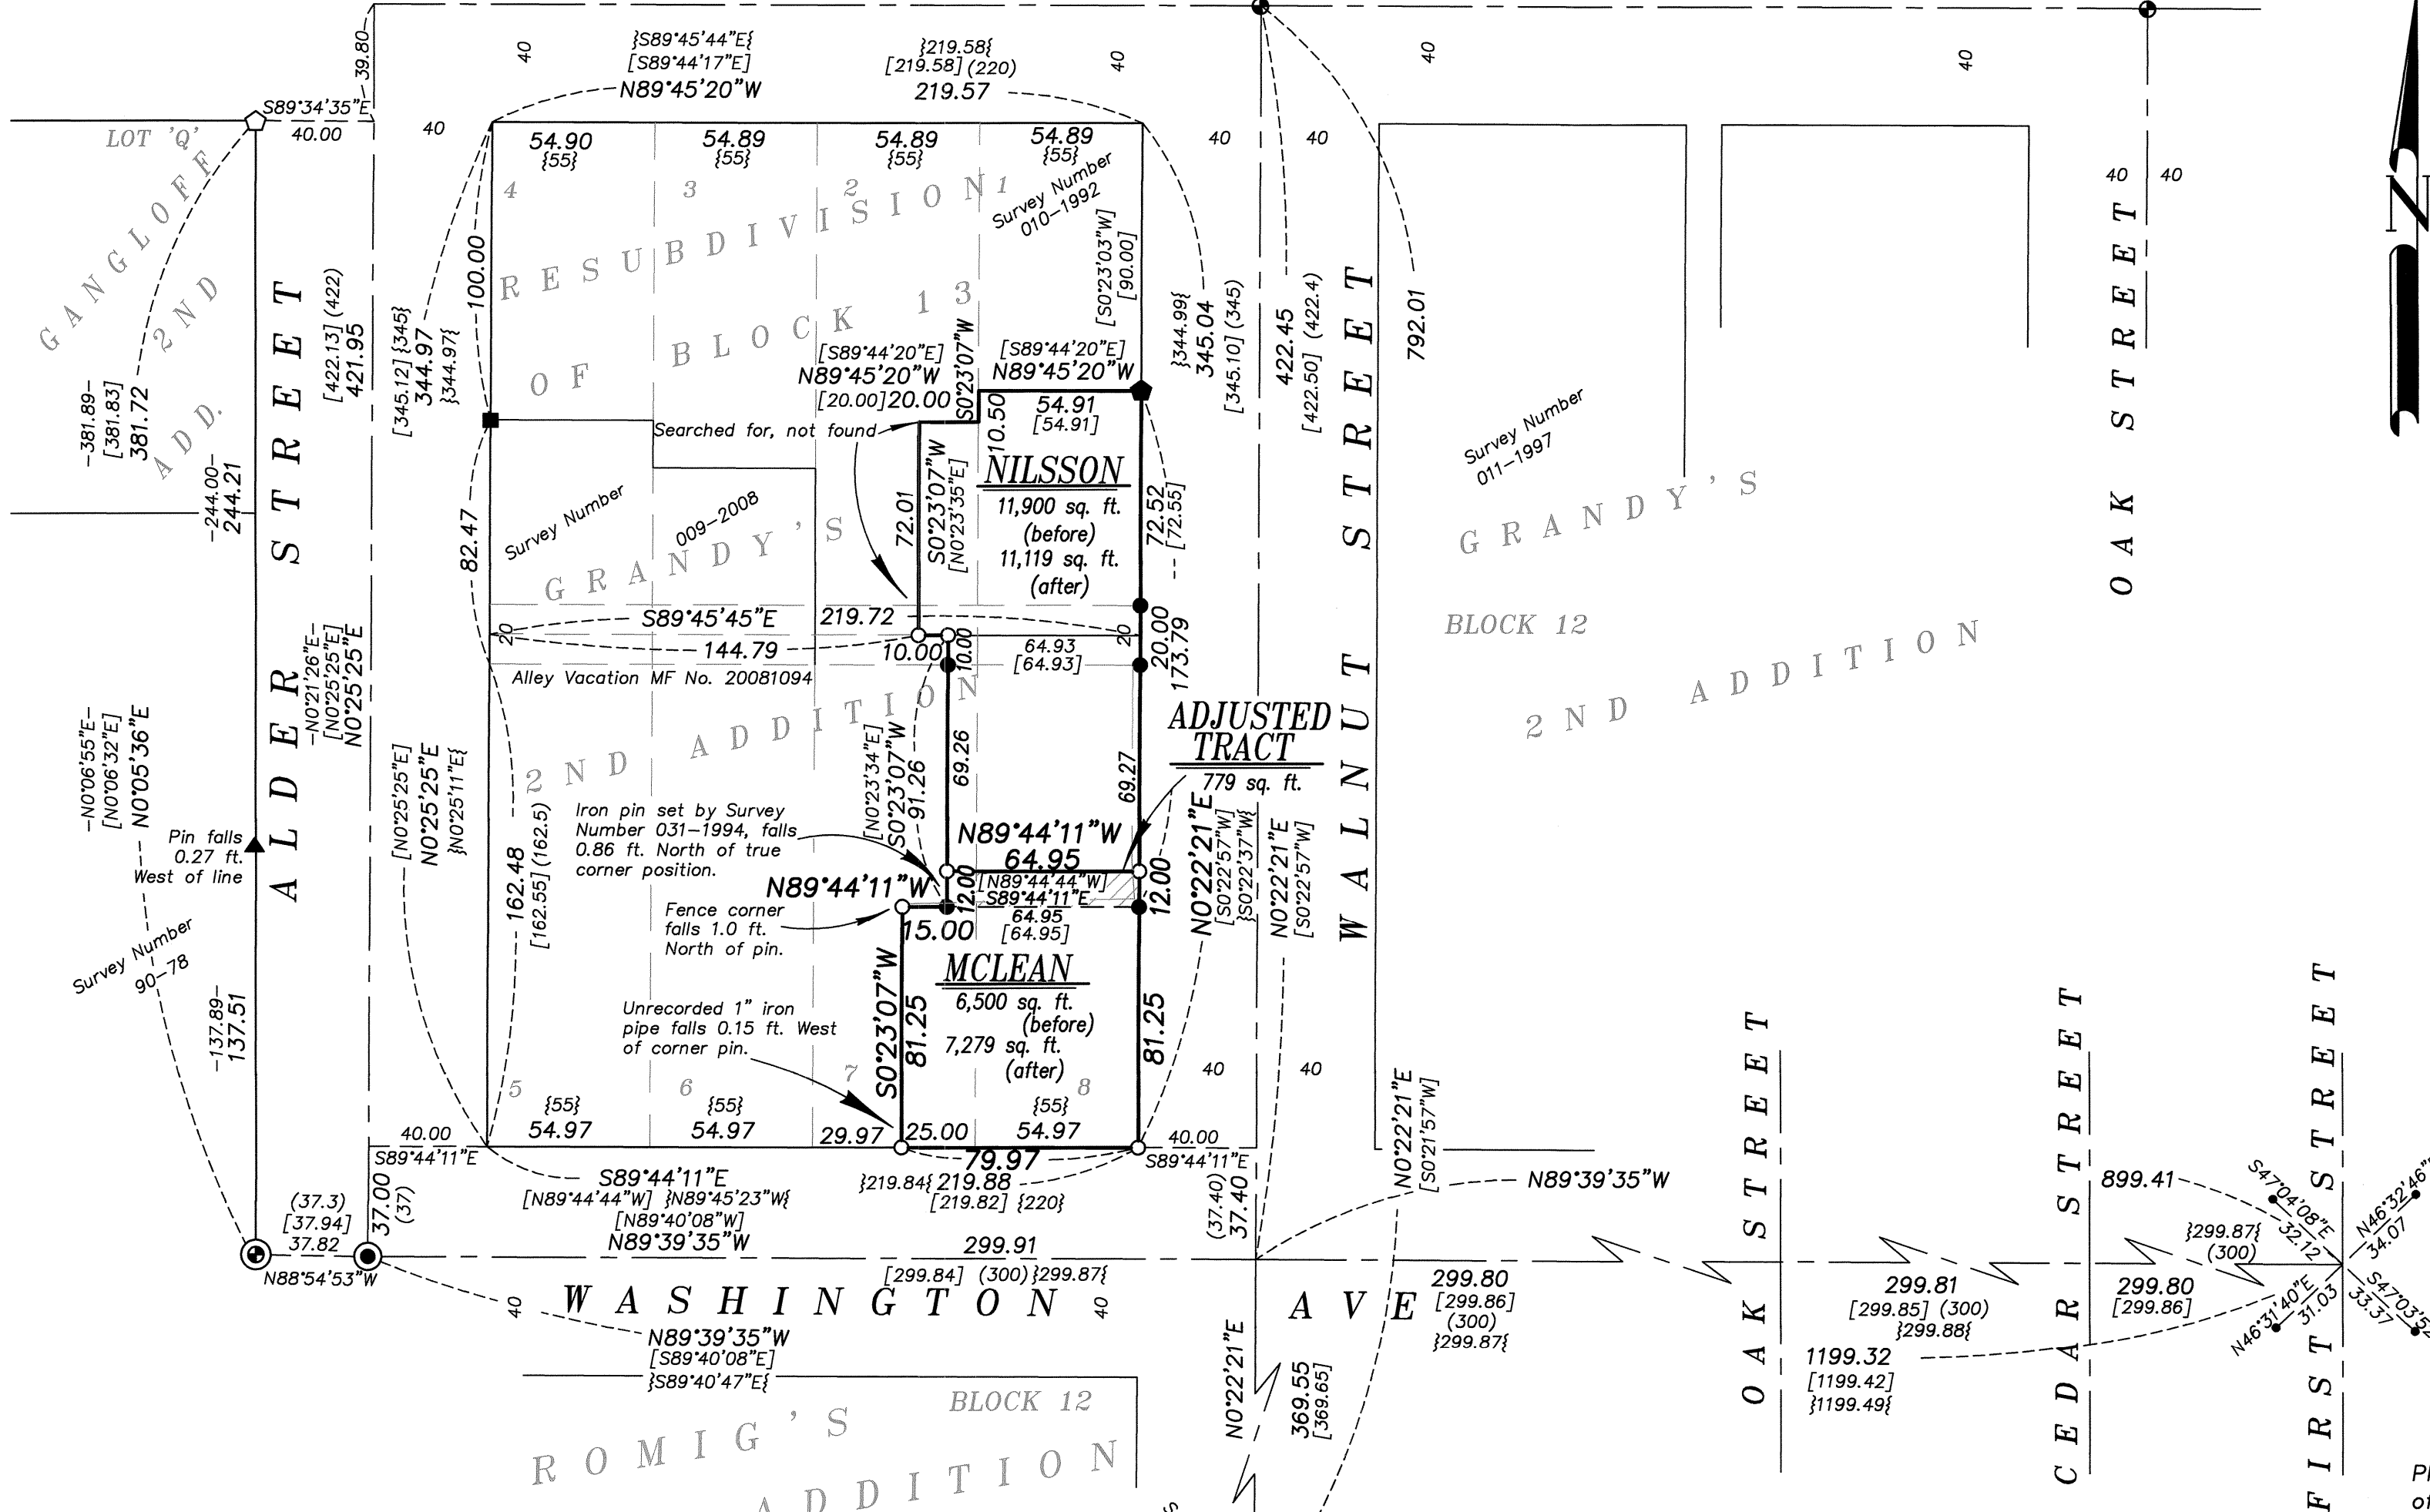 39.80
40
}S89°45'44"E{
[S89°44'17"E]
N89°45'20"W
}219.58{
[219.58] (220)
219.57
40
40
40
S89°34'35"E
40.00
LOT 'Q'
GANGLOFF
2ND
ADD.
40
54.90
{55}
54.89
{55}
54.89
{55}
54.89
{55}
40
40
40
40
4
3
2
1
Survey Number
010-1992
RESUBDIVISION
OF BLOCK 13
[S0°23'03"W]
[90.00]
100.00
[345.12] {345}
344.97
}344.97{
[422.13] (422)
421.95
-381.89-
[381.83]
381.72
-244.00-
244.21
ALDER STREET
}344.99{
345.04
[345.10] (345)
422.45
[422.50] (422.4)
792.01
WALNUT STREET
OAK STREET
N
[S89°44'20"E]
N89°45'20"W
[20.00]20.00
S0°23'07"W
[S89°44'20"E]
N89°45'20"W
10.50
54.91
[54.91]
Searched for, not found
NILSSON
11,900 sq. ft.
(before)
11,119 sq. ft.
(after)
72.01
S0°23'07"W
[N0°23'35"E]
72.52
[72.55]
82.47
Survey Number
009-2008
GRANDY'S
Survey Number
011-1997
GRANDY'S
BLOCK 12
2ND ADDITION
20
S89°45'45"E
219.72
144.79
10.00
10.00
64.93
[64.93]
20
20.00
173.79
Alley Vacation MF No. 20081094
2ND ADDITION
-N0°21'26"E-
[N0°25'25"E]
N0°25'25"E
-N0°06'55"E-
[N0°06'32"E]
N0°05'36"E
[N0°25'25"E]
N0°25'25"E
}N0°25'11"E{
162.48
[162.55] (162.5)
[N0°23'34"E]
S0°23'07"W
91.26
69.26
69.27
ADJUSTED
TRACT
779 sq. ft.
Iron pin set by Survey
Number 031-1994, falls
0.86 ft. North of true
corner position.
Pin falls
0.27 ft.
West of line
N89°44'11"W
64.95
[N89°44'44"W]
S89°44'11"E
64.95
[64.95]
12.00
12.00
N89°44'11"W
15.00
Fence corner
falls 1.0 ft.
North of pin.
N0°22'21"E
[S0°22'57"W]
}S0°22'37"W{
N0°22'21"E
[S0°22'57"W]
Survey Number
90-78
-137.89-
137.51
MCLEAN
6,500 sq. ft.
(before)
7,279 sq. ft.
(after)
S0°23'07"W
81.25
81.25
Unrecorded 1" iron
pipe falls 0.15 ft. West
of corner pin.
5
6
7
8
{55}
54.97
{55}
54.97
29.97
25.00
{55}
54.97
40
40
40.00
S89°44'11"E
40.00
S89°44'11"E
79.97
}219.84{ 219.88
[219.82] {220}
S89°44'11"E
[N89°44'44"W] }N89°45'23"W{
[N89°40'08"W]
N89°39'35"W
299.91
[299.84] (300)}299.87{
(37.3)
[37.94]
37.82
N88°54'53"W
37.00
(37)
(37.40)
37.40
N0°22'21"E
[S0°21'57"W]
N89°39'35"W
WASHINGTON AVE
40
40
N89°39'35"W
[S89°40'08"E]
}S89°40'47"E{
BLOCK 12
ROMIG'S
ADDITION
N0°22'21"E
369.55
[369.65]
299.80
[299.86]
(300)
}299.87{
OAK STREET
299.81
[299.85] (300)
}299.88{
1199.32
[1199.42]
}1199.49{
CEDAR STREET
899.41
}299.87{
(300)
299.80
[299.86]
FIRST STREET
S47°04'08"E
32.12
N46°32'46"
34.07
N46°31'40"E
31.03
S47°03'52
33.37
Pl
of